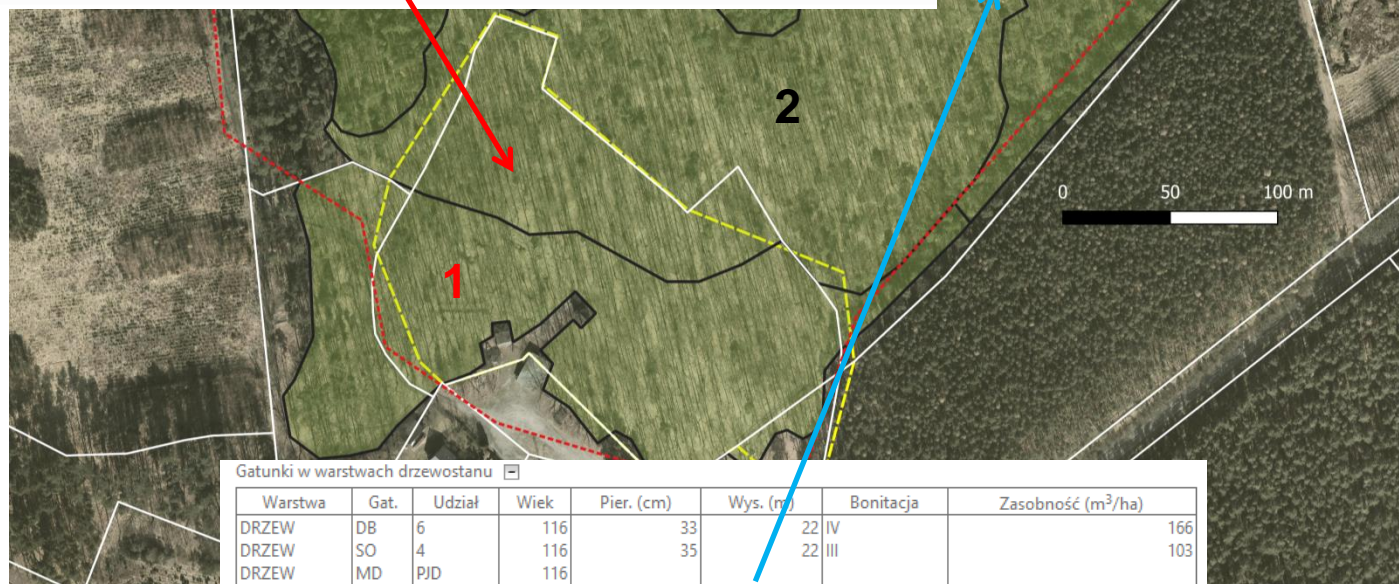 2
0 50 100 m
1
Gatunki w warstwach drzewostanu
Warstwa Gat. Udział Wiek Pier. (cm) Wys. (m) Bonitacja Zasobność (m³/ha)
DRZEW DB 6 116 33 22 IV 166
DRZEW SO 4 116 35 22 III 103
DRZEW MD PJD 116